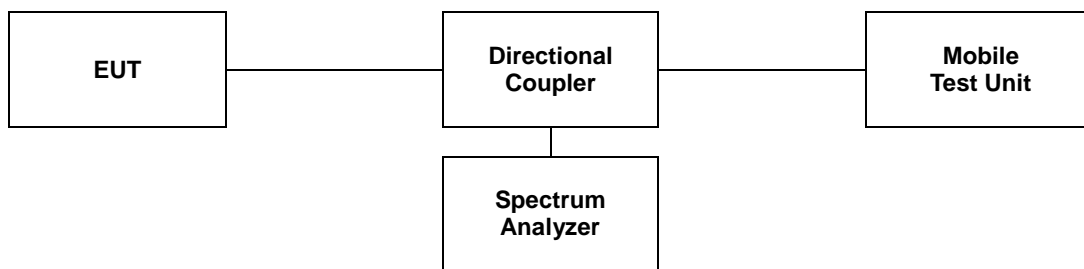 EUT
Directional
Coupler
Mobile
Test Unit
Spectrum
Analyzer